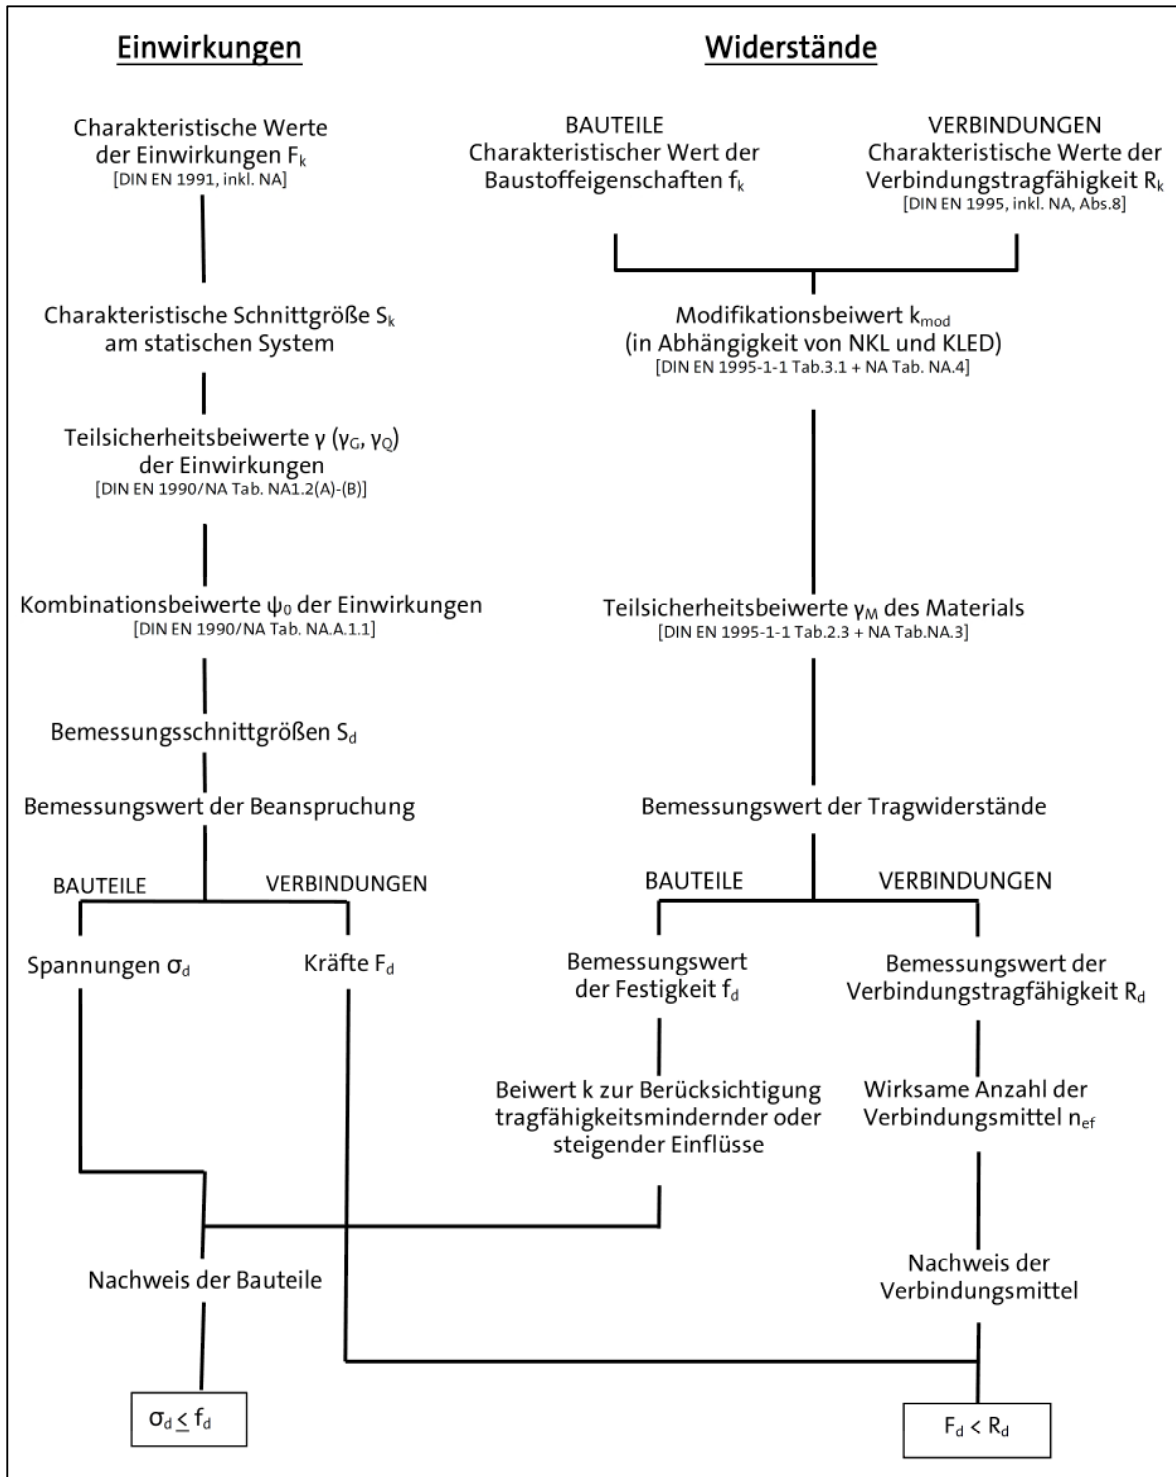 Einwirkungen
Charakteristische Werte
der Einwirkungen Fₖ
[DIN EN 1991, inkl. NA]
Charakteristische Schnittgröße Sₖ
am statischen System
Teilsicherheitsbeiwerte γ (γG, γQ)
der Einwirkungen
[DIN EN 1990/NA Tab. NA1.2(A)-(B)]
Kombinationsbeiwerte ψ₀ der Einwirkungen
[DIN EN 1990/NA Tab. NA.A.1.1]
Bemessungsschnittgrößen Sd
Bemessungswert der Beanspruchung
BAUTEILE
VERBINDUNGEN
Spannungen σd
Kräfte Fd
Nachweis der Bauteile
σd ≤ fd
Widerstände
BAUTEILE
Charakteristischer Wert der
Baustoffeigenschaften fₖ
VERBINDUNGEN
Charakteristische Werte der
Verbindungstragfähigkeit Rₖ
[DIN EN 1995, inkl. NA, Abs.8]
Modifikationsbeiwert kmod
(in Abhängigkeit von NKL und KLED)
[DIN EN 1995-1-1 Tab.3.1 + NA Tab. NA.4]
Teilsicherheitsbeiwerte γM des Materials
[DIN EN 1995-1-1 Tab.2.3 + NA Tab.NA.3]
Bemessungswert der Tragwiderstände
BAUTEILE
VERBINDUNGEN
Bemessungswert
der Festigkeit fd
Bemessungswert der
Verbindungstragfähigkeit Rd
Beiwert k zur Berücksichtigung
tragfähigkeitsmindernder oder
steigender Einflüsse
Wirksame Anzahl der
Verbindungsmittel nef
Nachweis der
Verbindungsmittel
Fd < Rd